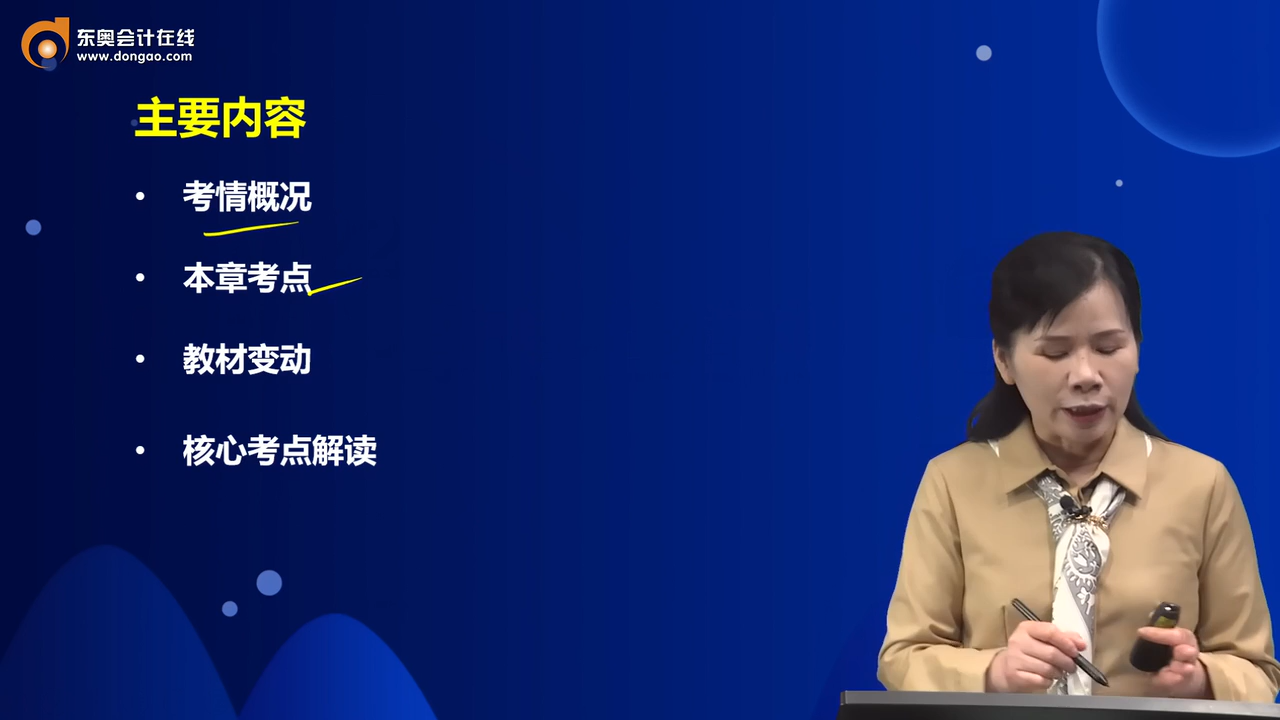 东奥会计在线
www.dongao.com
主要内容
• 考情概况
• 本章考点
• 教材变动
• 核心考点解读